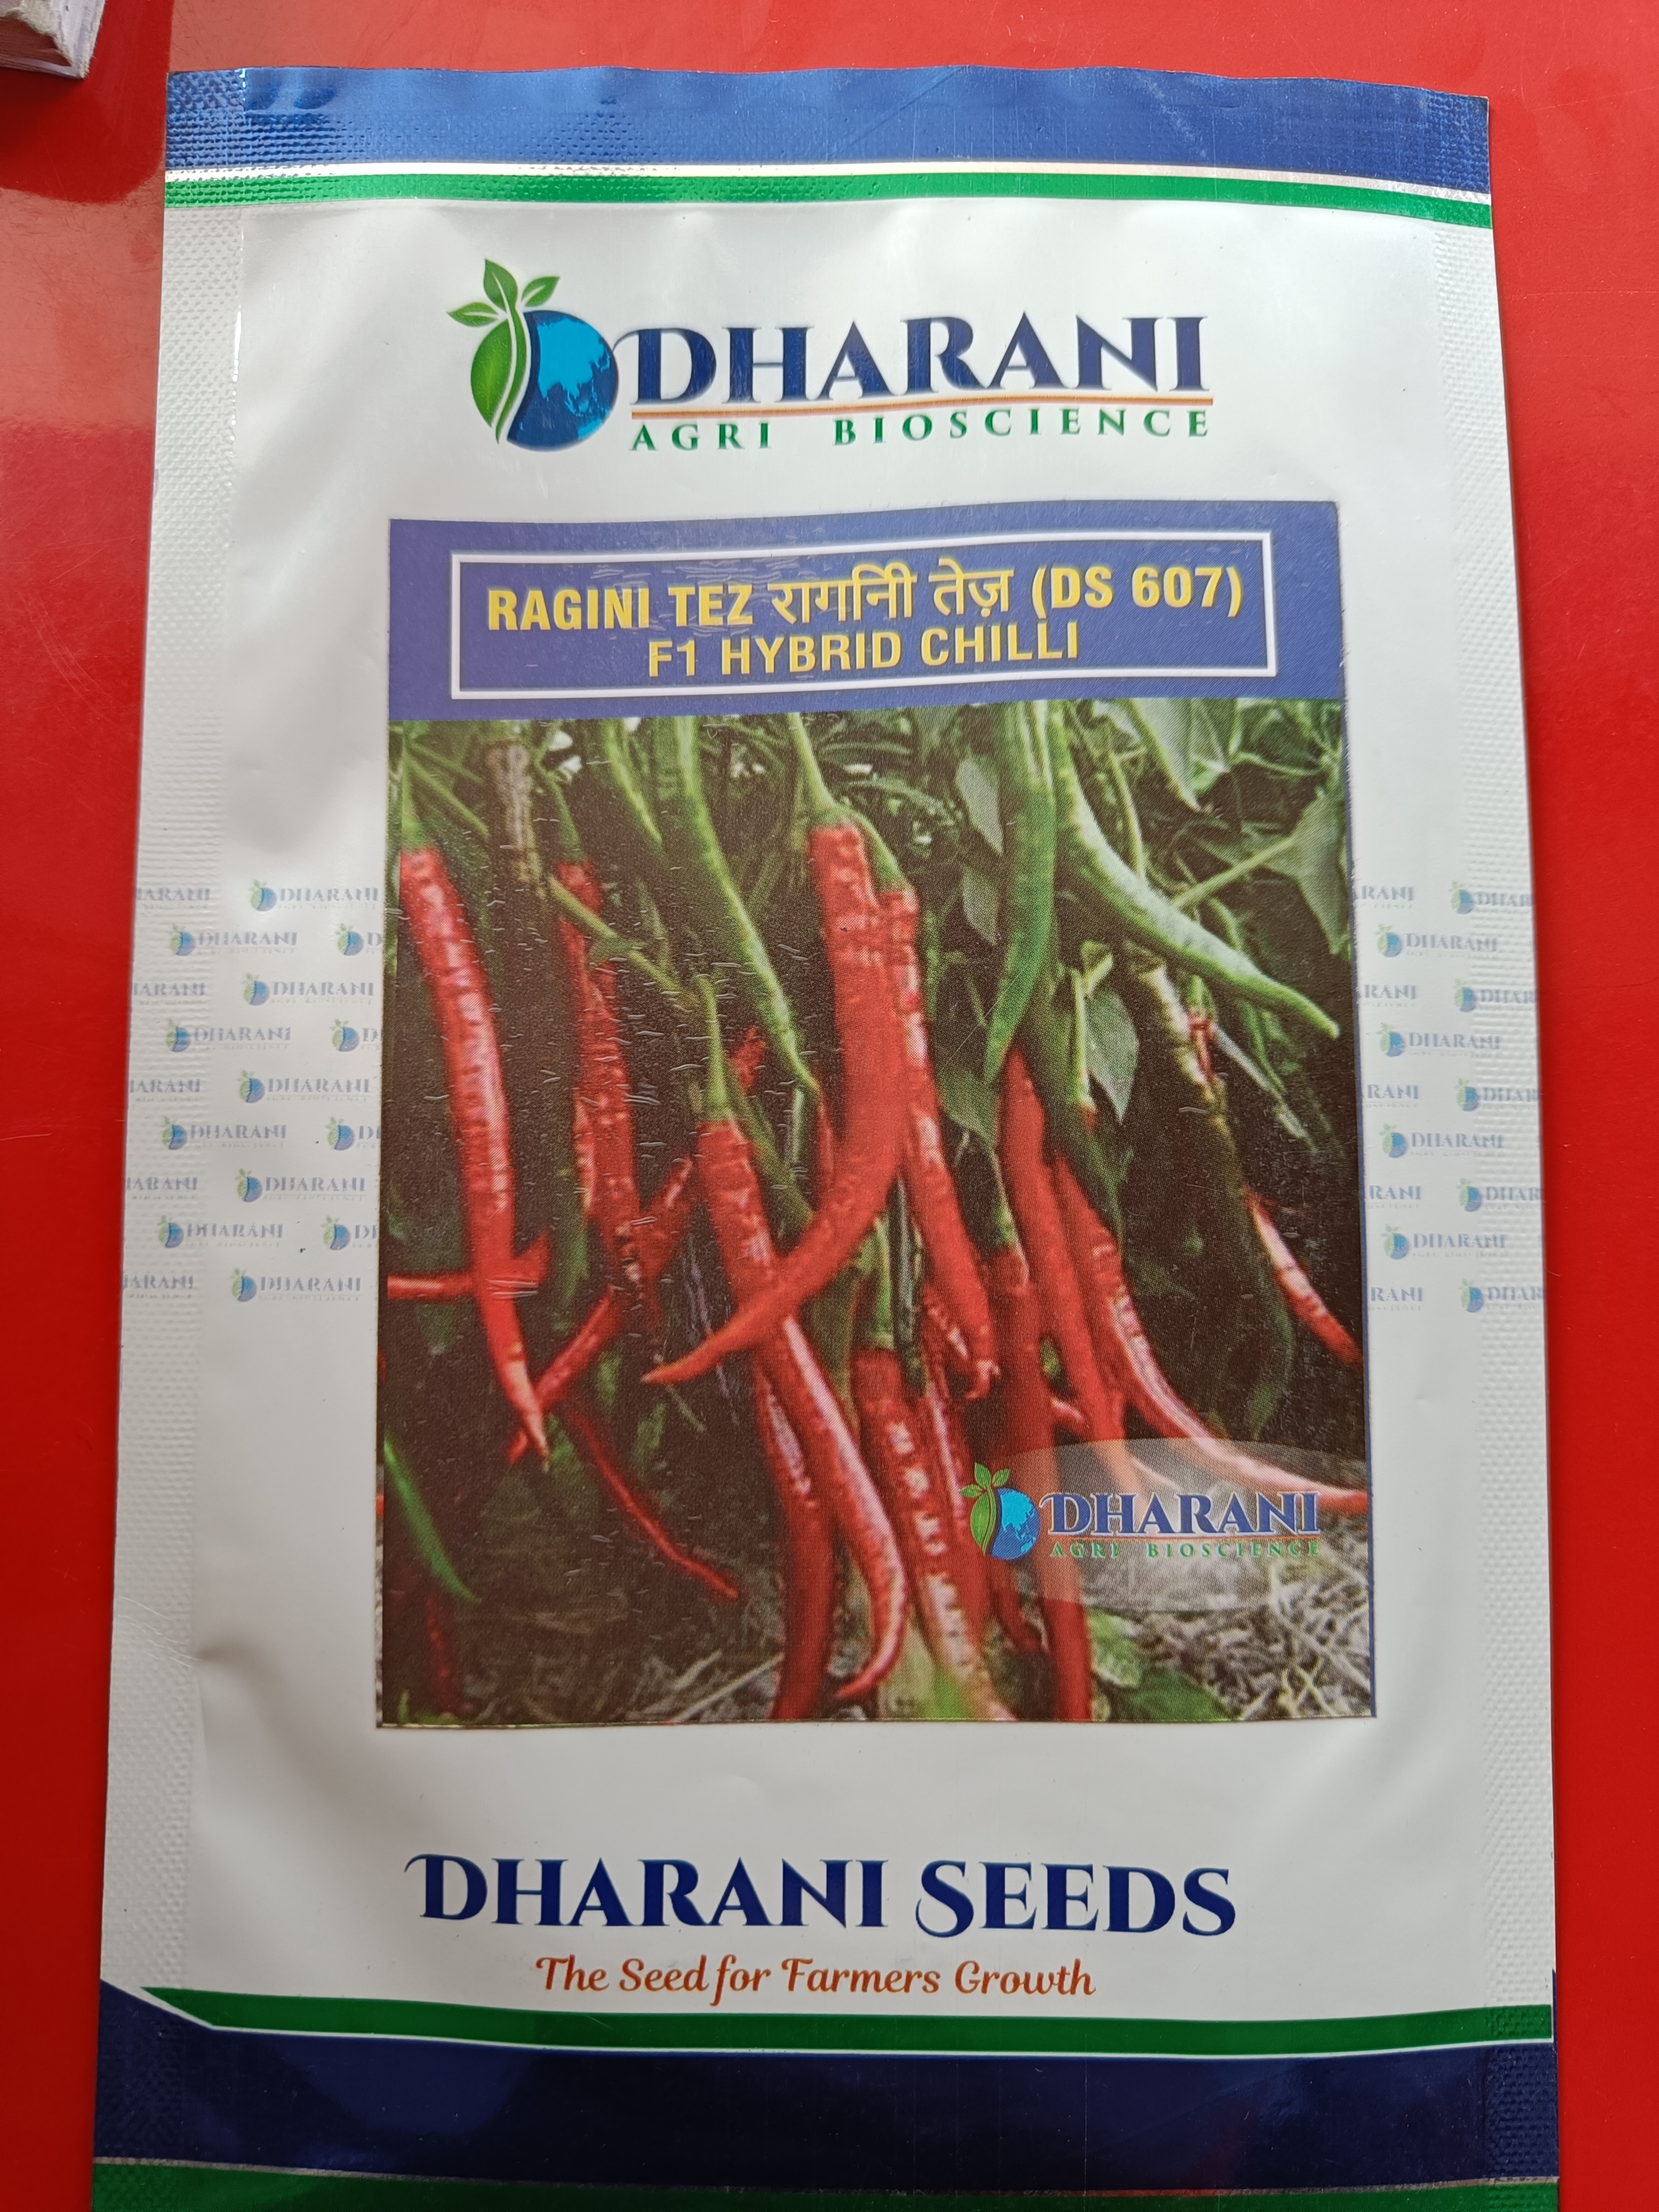 DHARANI
AGRI BIOSCIENCE
RAGINI TEZ रागनिी तेज़ (DS 607)
F1 HYBRID CHILLI
DHARANI
AGRI BIOSCIENCE
DHARANI SEEDS
The Seed for Farmers Growth